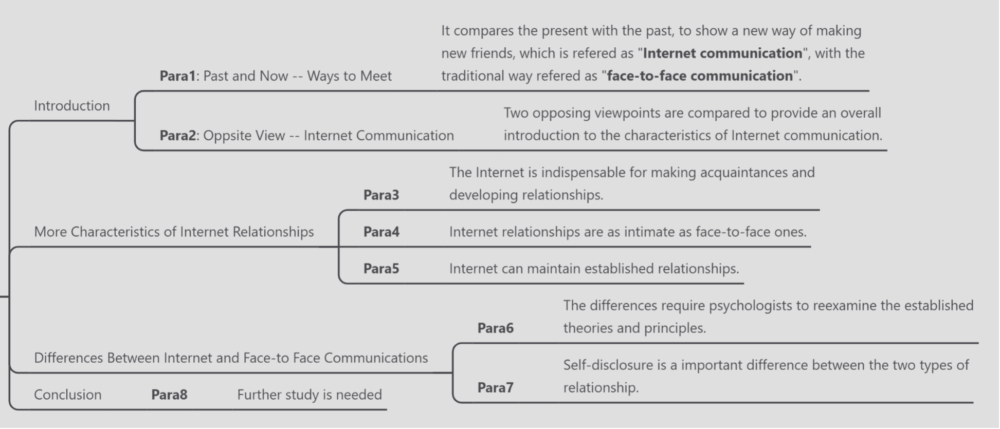 Introduction
Para1: Past and Now -- Ways to Meet
It compares the present with the past, to show a new way of making
new friends, which is refered as "Internet communication", with the
traditional way refered as "face-to-face communication".
Para2: Oppsite View -- Internet Communication
Two opposing viewpoints are compared to provide an overall
introduction to the characteristics of Internet communication.
More Characteristics of Internet Relationships
Para3
The Internet is indispensable for making acquaintances and
developing relationships.
Para4
Internet relationships are as intimate as face-to-face ones.
Para5
Internet can maintain established relationships.
Differences Between Internet and Face-to Face Communications
Para6
The differences require psychologists to reexamine the established
theories and principles.
Para7
Self-disclosure is a important difference between the two types of
relationship.
Conclusion
Para8
Further study is needed